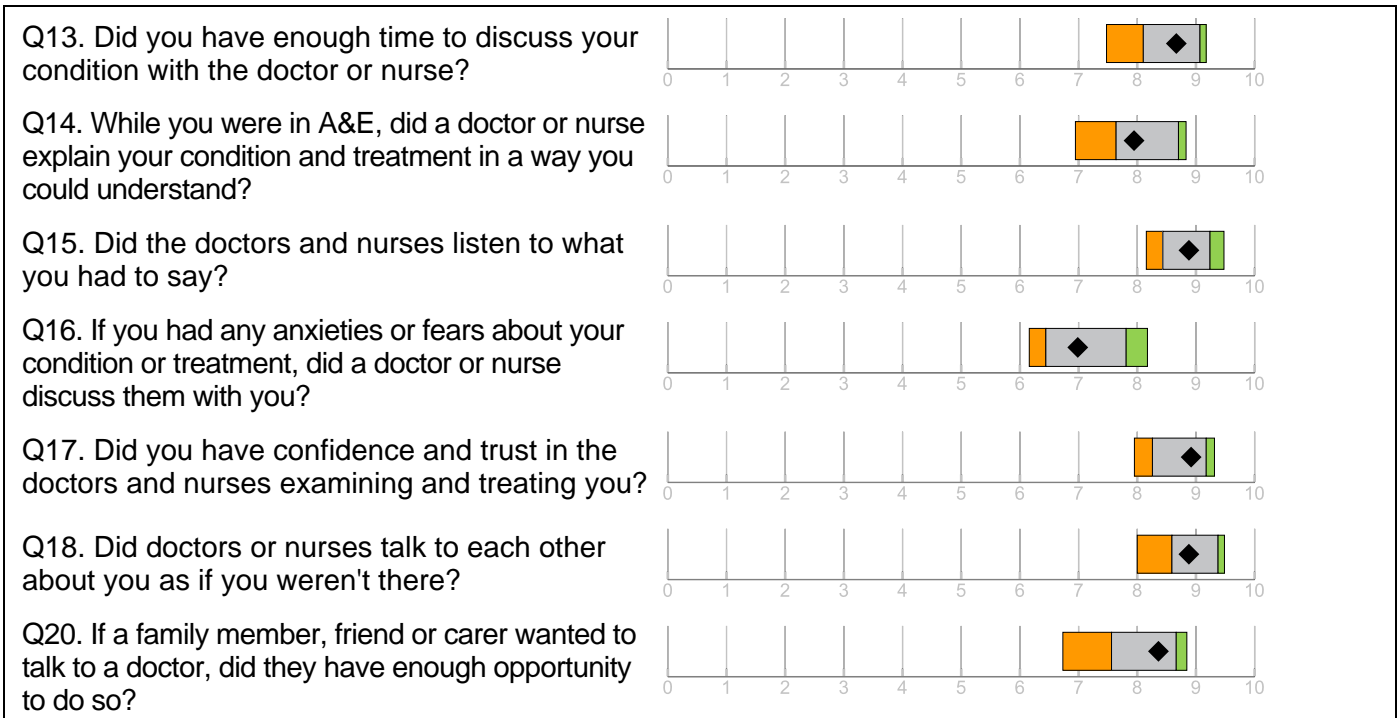 Q13. Did you have enough time to discuss your
condition with the doctor or nurse?
0 1 2 3 4 5 6 7 8 9 10
Q14. While you were in A&E, did a doctor or nurse
explain your condition and treatment in a way you
could understand?
0 1 2 3 4 5 6 7 8 9 10
Q15. Did the doctors and nurses listen to what
you had to say?
0 1 2 3 4 5 6 7 8 9 10
Q16. If you had any anxieties or fears about your
condition or treatment, did a doctor or nurse
discuss them with you?
0 1 2 3 4 5 6 7 8 9 10
Q17. Did you have confidence and trust in the
doctors and nurses examining and treating you?
0 1 2 3 4 5 6 7 8 9 10
Q18. Did doctors or nurses talk to each other
about you as if you weren't there?
0 1 2 3 4 5 6 7 8 9 10
Q20. If a family member, friend or carer wanted to
talk to a doctor, did they have enough opportunity
to do so?
0 1 2 3 4 5 6 7 8 9 10